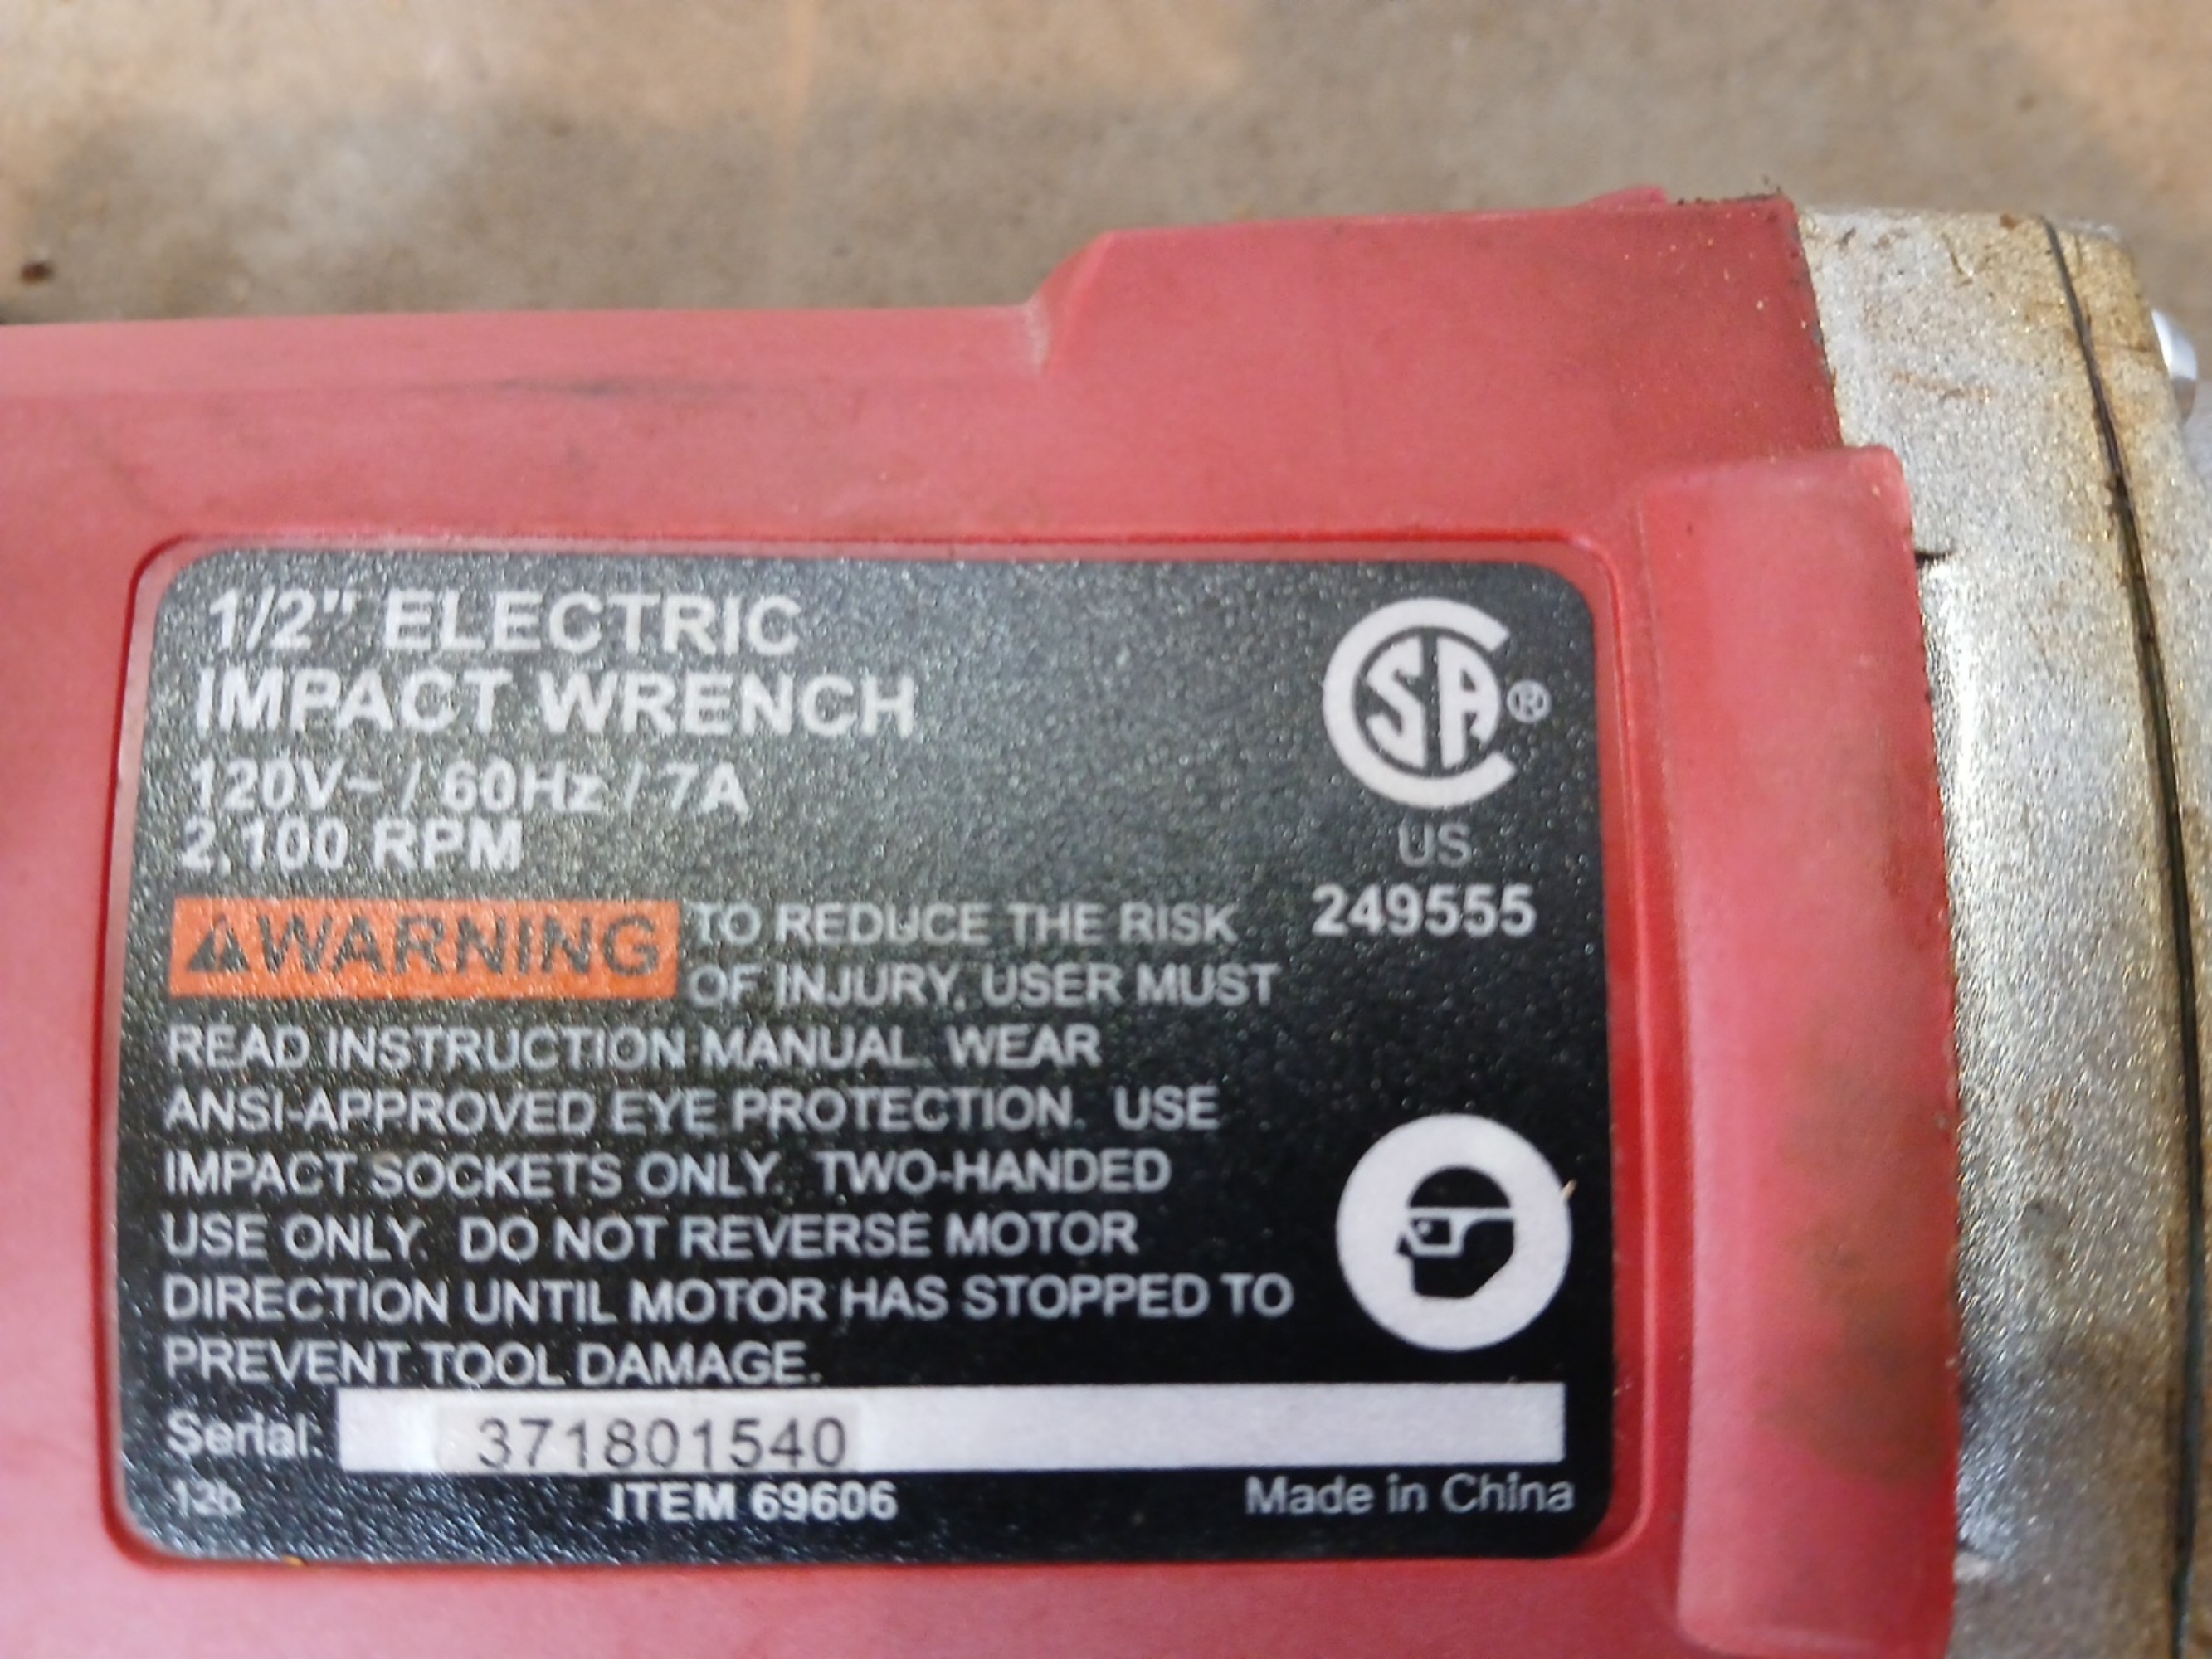 1/2" ELECTRIC
IMPACT WRENCH
120V~ / 60Hz / 7A
2,100 RPM
CSA®
US
249555
WARNING TO REDUCE THE RISK
OF INJURY, USER MUST
READ INSTRUCTION MANUAL. WEAR
ANSI-APPROVED EYE PROTECTION. USE
IMPACT SOCKETS ONLY. TWO-HANDED
USE ONLY. DO NOT REVERSE MOTOR
DIRECTION UNTIL MOTOR HAS STOPPED TO
PREVENT TOOL DAMAGE.
Serial: 371801540
ITEM 69606
Made in China